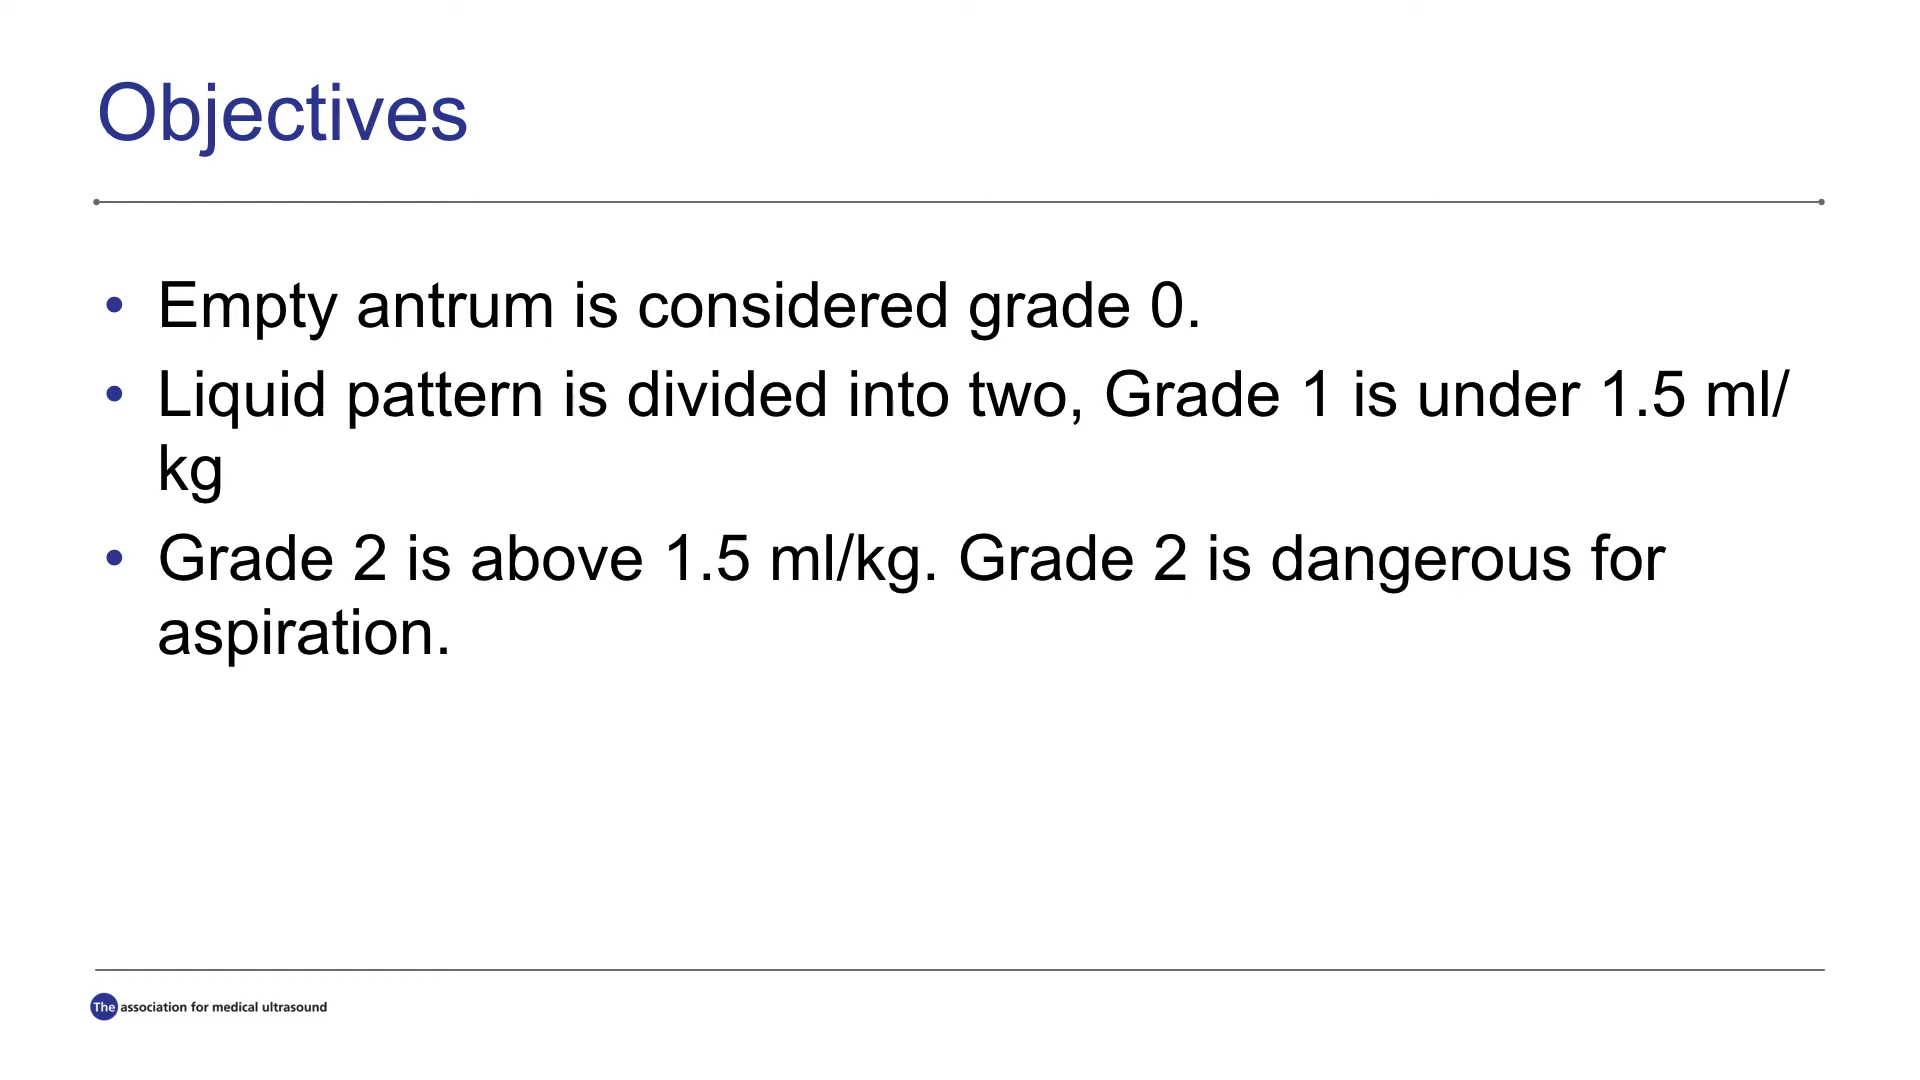 Objectives
• Empty antrum is considered grade 0.
• Liquid pattern is divided into two, Grade 1 is under 1.5 ml/
kg
• Grade 2 is above 1.5 ml/kg. Grade 2 is dangerous for
aspiration.
The association for medical ultrasound